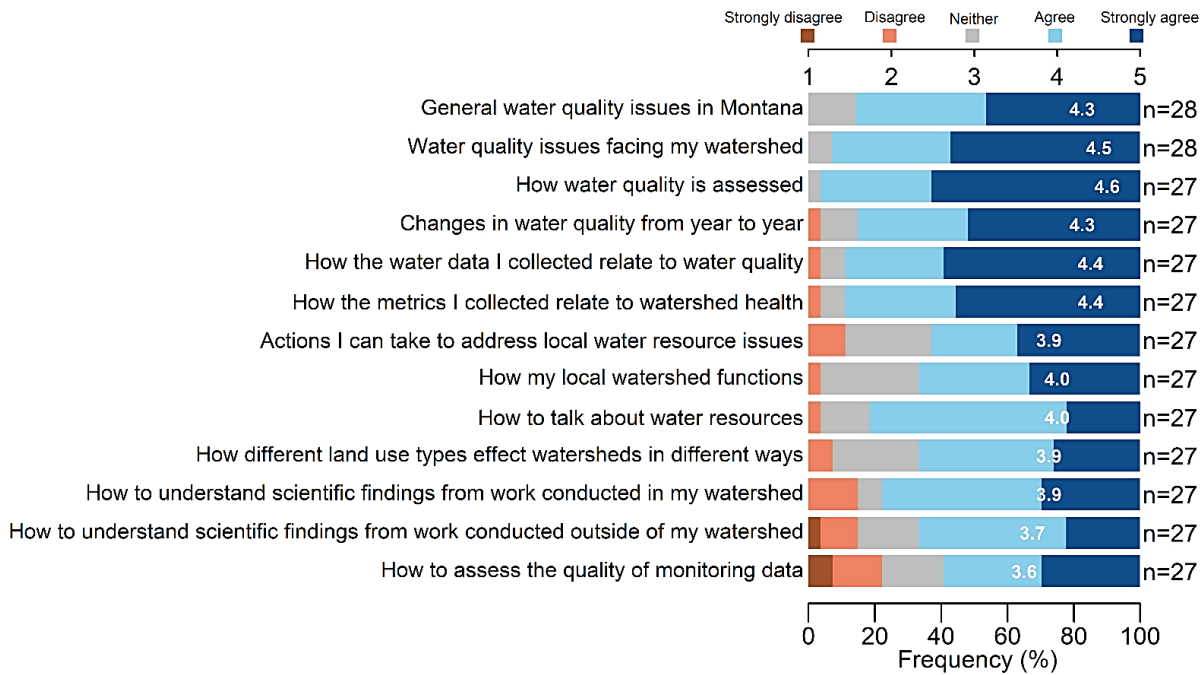 Strongly disagree Disagree Neither Agree Strongly agree
1 2 3 4 5
General water quality issues in Montana 4.3 n=28
Water quality issues facing my watershed 4.5 n=28
How water quality is assessed 4.6 n=27
Changes in water quality from year to year 4.3 n=27
How the water data I collected relate to water quality 4.4 n=27
How the metrics I collected relate to watershed health 4.4 n=27
Actions I can take to address local water resource issues 3.9 n=27
How my local watershed functions 4.0 n=27
How to talk about water resources 4.0 n=27
How different land use types effect watersheds in different ways 3.9 n=27
How to understand scientific findings from work conducted in my watershed 3.9 n=27
How to understand scientific findings from work conducted outside of my watershed 3.7 n=27
How to assess the quality of monitoring data 3.6 n=27
0 20 40 60 80 100
Frequency (%)